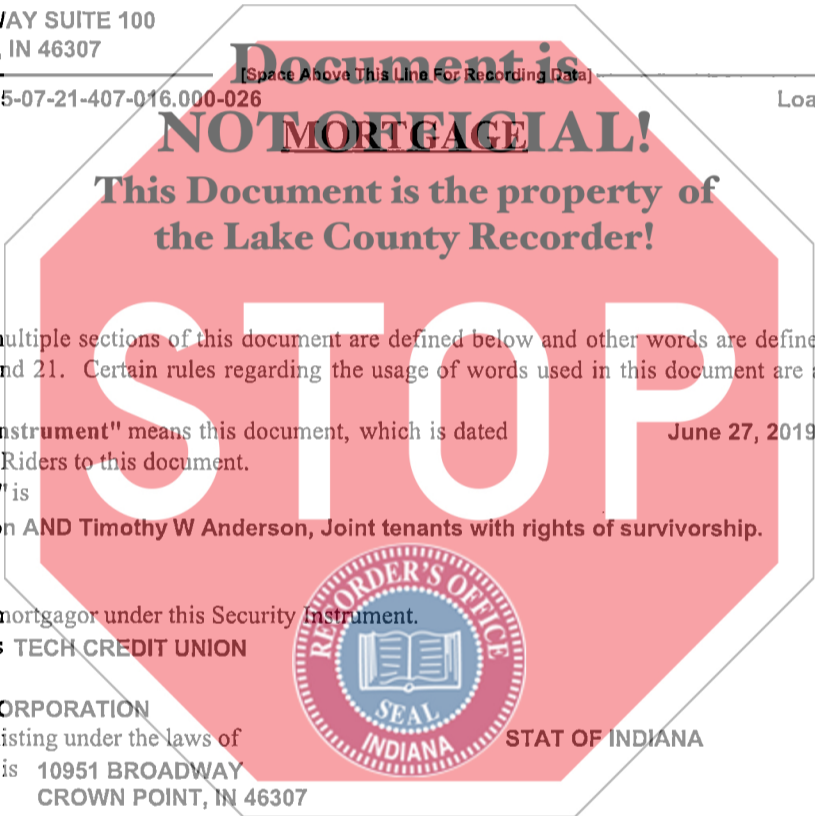 WAY SUITE 100
, IN 46307
Document is
[Space Above This Line For Recording Data]
5-07-21-407-016.000-026
Loa
NOT OFFICIAL!
MORTGAGE
This Document is the property of
the Lake County Recorder!
STOP
ultiple sections of this document are defined below and other words are define
nd 21. Certain rules regarding the usage of words used in this document are a
nstrument" means this document, which is dated June 27, 2019
Riders to this document.
" is
n AND Timothy W Anderson, Joint tenants with rights of survivorship.
mortgagor under this Security Instrument.
s TECH CREDIT UNION
ORPORATION
isting under the laws of STAT OF INDIANA
is 10951 BROADWAY
CROWN POINT, IN 46307
RECORDER'S OFFICE
SEAL
INDIANA